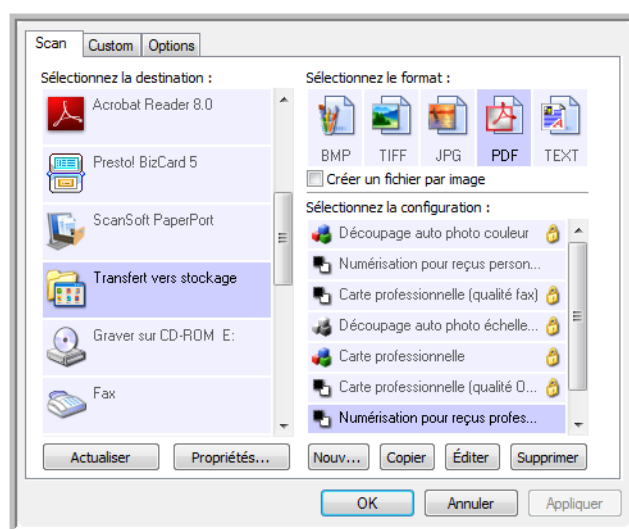 Scan Custom Options
Sélectionnez la destination :
Acrobat Reader 8.0
Presto! BizCard 5
ScanSoft PaperPort
Transfert vers stockage
Graver sur CD-ROM E:
Fax
Actualiser Propriétés...
Sélectionnez le format :
BMP TIFF JPG PDF TEXT
Créer un fichier par image
Sélectionnez la configuration :
Découpage auto photo couleur
Numérisation pour reçus person...
Carte professionnelle (qualité fax)
Découpage auto photo échelle...
Carte professionnelle
Carte professionnelle (qualité O...
Numérisation pour reçus profes...
Nouv... Copier Éditer Supprimer
OK Annuler Appliquer